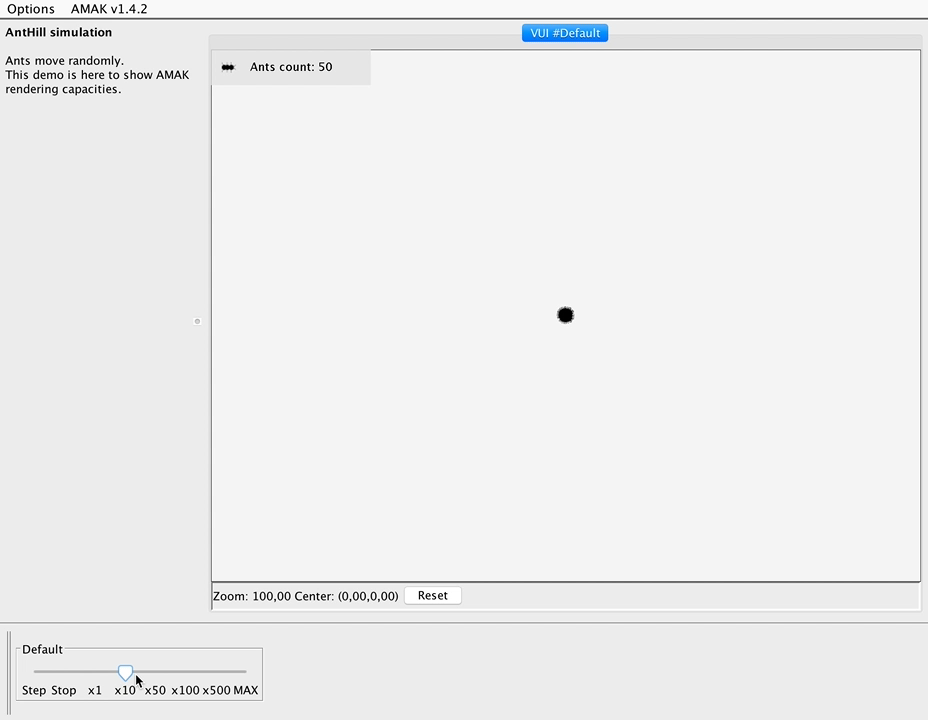 Options AMAK v1.4.2
AntHill simulation
Ants move randomly.
This demo is here to show AMAK
rendering capacities.
VUI #Default
Ants count: 50
Zoom: 100,00 Center: (0,00,0,00) Reset
Default
Step Stop x1 x10 x50 x100 x500 MAX